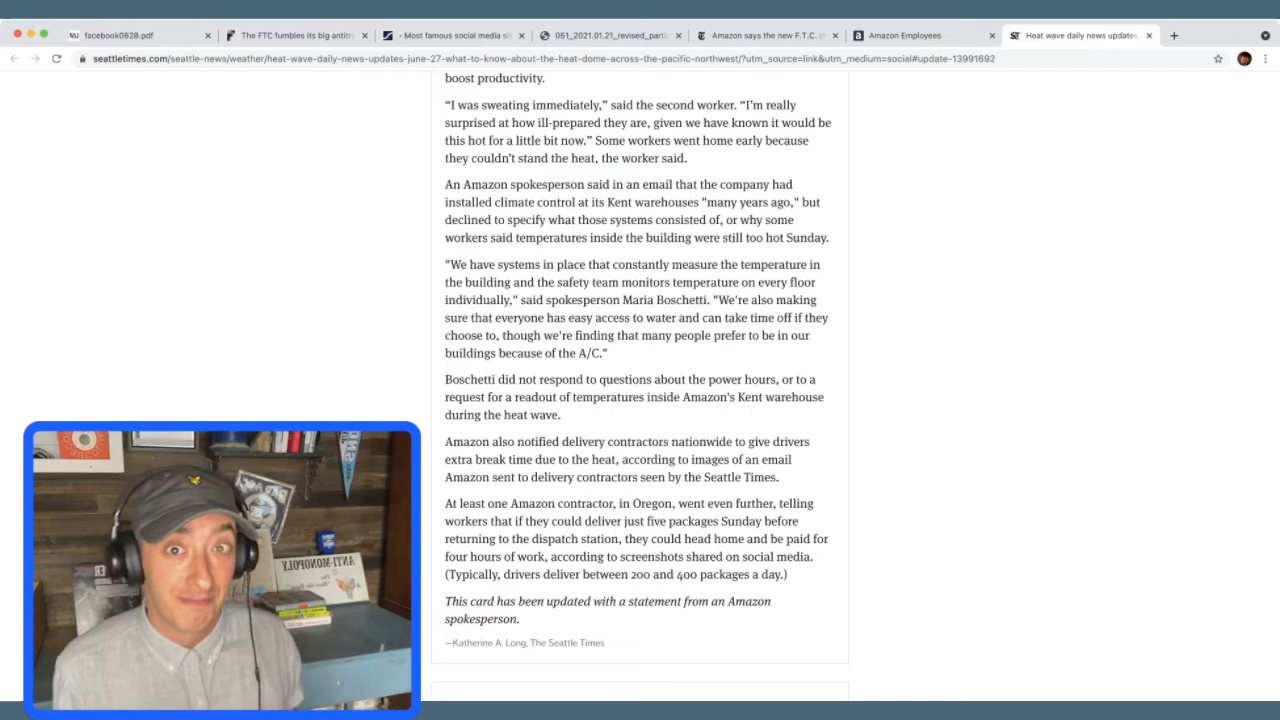 facebook0628.pdf
The FTC fumbles its big antitru
Most famous social media si
051_2021.01.21_revised_parti
Amazon says the new F.T.C. c
Amazon Employees
Heat wave daily news updates,
seattletimes.com/seattle-news/weather/heat-wave-daily-news-updates-june-27-what-to-know-about-the-heat-dome-across-the-pacific-northwest/?utm_source=link&utm_medium=social#update-13991692
boost productivity.
“I was sweating immediately,” said the second worker. “I’m really
surprised at how ill-prepared they are, given we have known it would be
this hot for a little bit now.” Some workers went home early because
they couldn’t stand the heat, the worker said.
An Amazon spokesperson said in an email that the company had
installed climate control at its Kent warehouses "many years ago," but
declined to specify what those systems consisted of, or why some
workers said temperatures inside the building were still too hot Sunday.
"We have systems in place that constantly measure the temperature in
the building and the safety team monitors temperature on every floor
individually," said spokesperson Maria Boschetti. "We're also making
sure that everyone has easy access to water and can take time off if they
choose to, though we're finding that many people prefer to be in our
buildings because of the A/C."
Boschetti did not respond to questions about the power hours, or to a
request for a readout of temperatures inside Amazon's Kent warehouse
during the heat wave.
Amazon also notified delivery contractors nationwide to give drivers
extra break time due to the heat, according to images of an email
Amazon sent to delivery contractors seen by the Seattle Times.
At least one Amazon contractor, in Oregon, went even further, telling
workers that if they could deliver just five packages Sunday before
returning to the dispatch station, they could head home and be paid for
four hours of work, according to screenshots shared on social media.
(Typically, drivers deliver between 200 and 400 packages a day.)
This card has been updated with a statement from an Amazon
spokesperson.
—Katherine A. Long, The Seattle Times
ANTI-MONOPOLY